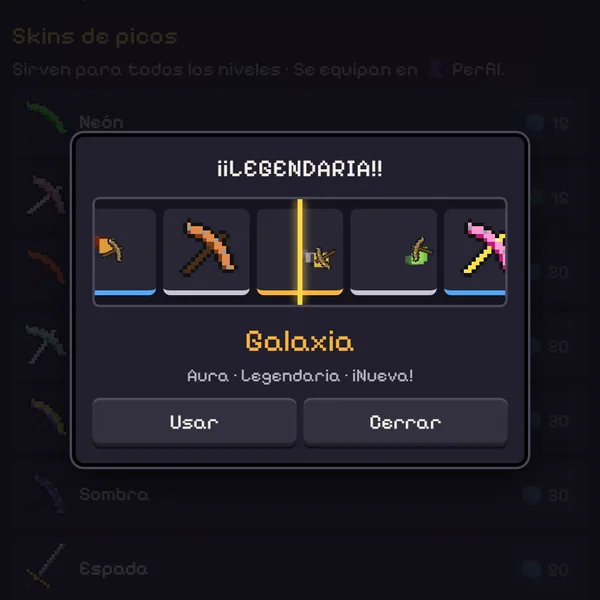 Skins de picos
Sirven para todos los niveles · Se equipan en 👤 Perfil.
Neón
¡¡LEGENDARIA!!
Galaxia
Aura · Legendaria · ¡Nueva!
Usar
Cerrar
Sombra
Espada